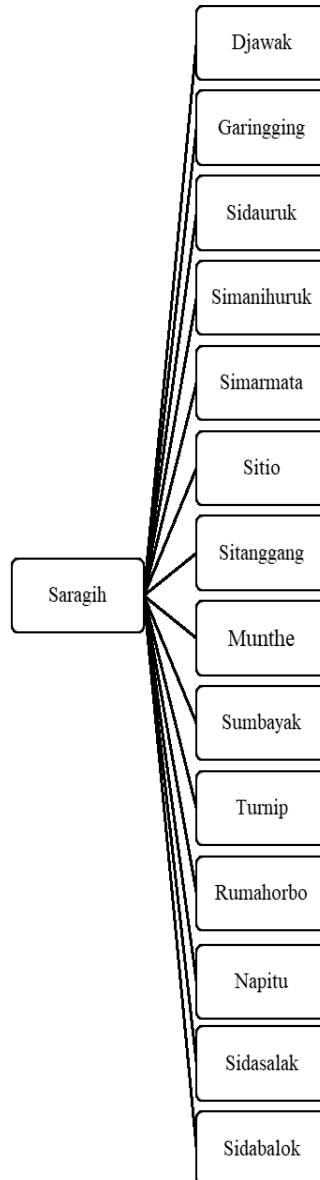 Djawak
Garingging
Sidauruk
Simanihuruk
Simarmata
Sitio
Sitanggang
Saragih
Munthe
Sumbayak
Turnip
Rumahorbo
Napitu
Sidasalak
Sidabalok